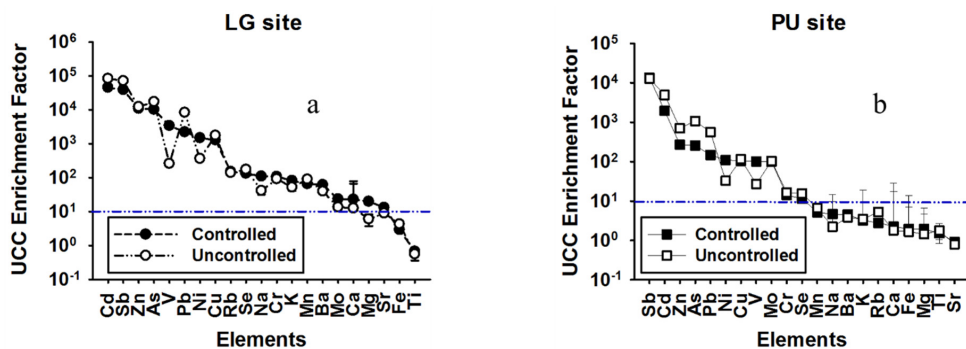 LG site
UCC Enrichment Factor
10^6
10^5
10^4
10^3
10^2
10^1
10^0
10^-1
a
Controlled
Uncontrolled
Cd Sb Zn As V Pb Ni Cu Rb Se Na Cr K Mn Ba Mo Ca Mg Sr Fe Ti
Elements
PU site
UCC Enrichment Factor
10^5
10^4
10^3
10^2
10^1
10^0
10^-1
b
Controlled
Uncontrolled
Sb Cd Zn As Pb Ni Cu V Mo Cr Se Mn Na Ba K Rb Ca Fe Mg Ti Sr
Elements